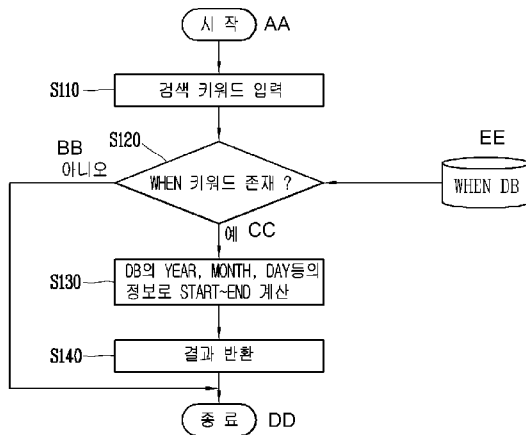 시 작 AA
S110 검색 키워드 입력
S120
BB
아니오
WHEN 키워드 존재 ?
EE
WHEN DB
예 CC
S130 DB의 YEAR, MONTH, DAY등의
정보로 START~END 계산
S140 결과 반환
종 료 DD